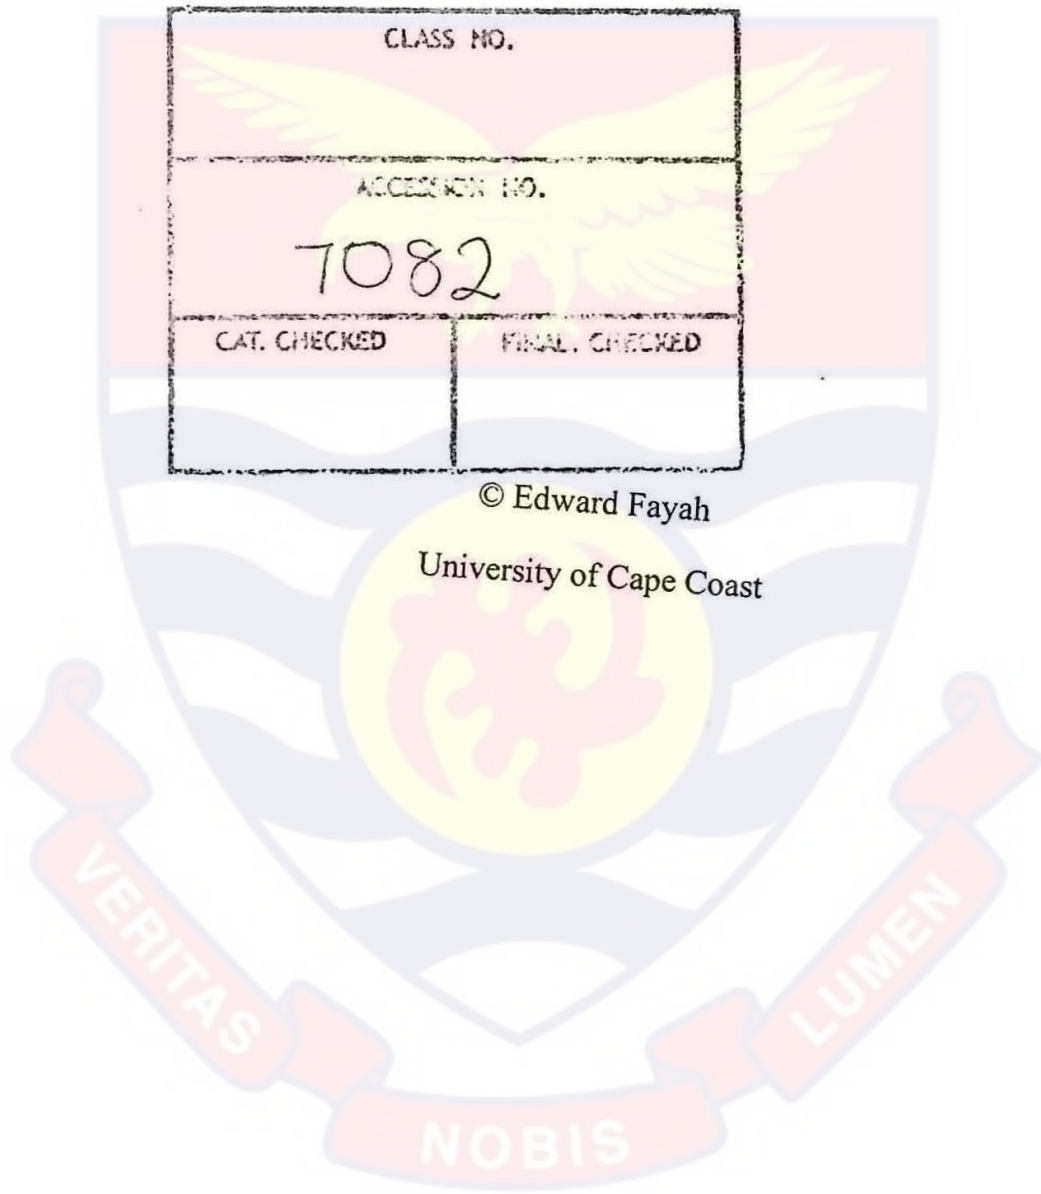 CLASS NO.
ACCESSION NO.
7082
CAT. CHECKED
FINAL. CHECKED
© Edward Fayah
University of Cape Coast
VERITAS
NOBIS
LUMEN